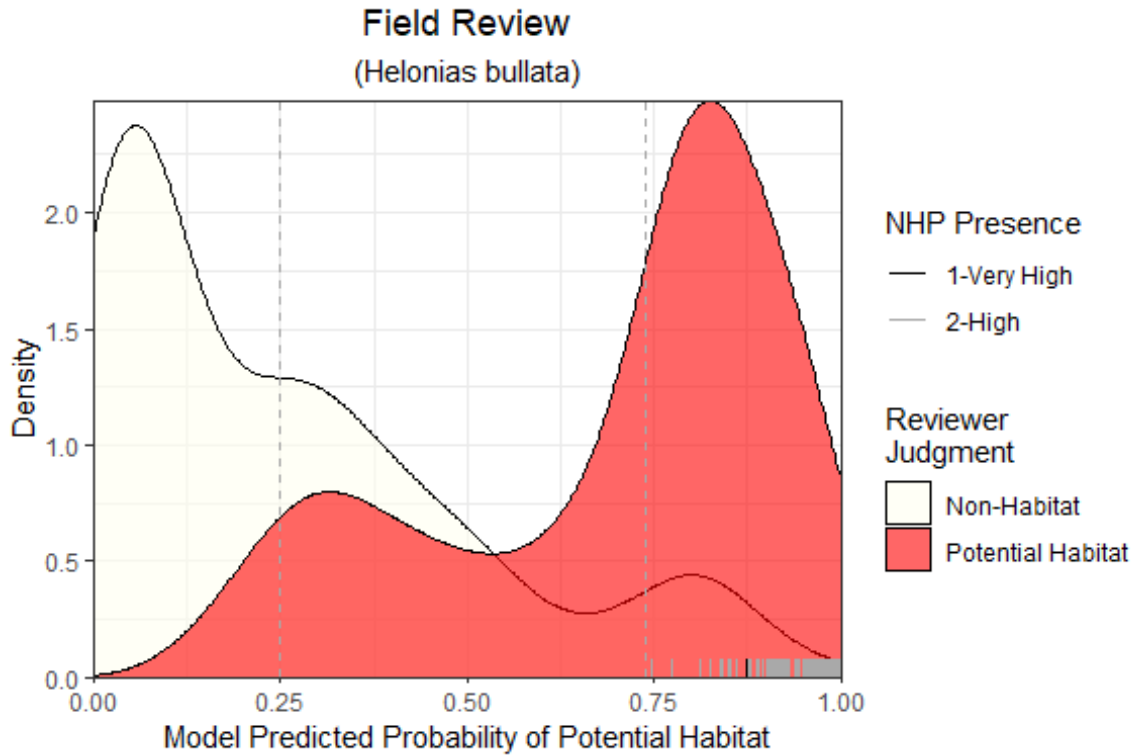 Field Review
(Helonias bullata)
Density
2.0
1.5
1.0
0.5
0.0
0.00
0.25
0.50
0.75
1.00
Model Predicted Probability of Potential Habitat
NHP Presence
1-Very High
2-High
Reviewer
Judgment
Non-Habitat
Potential Habitat